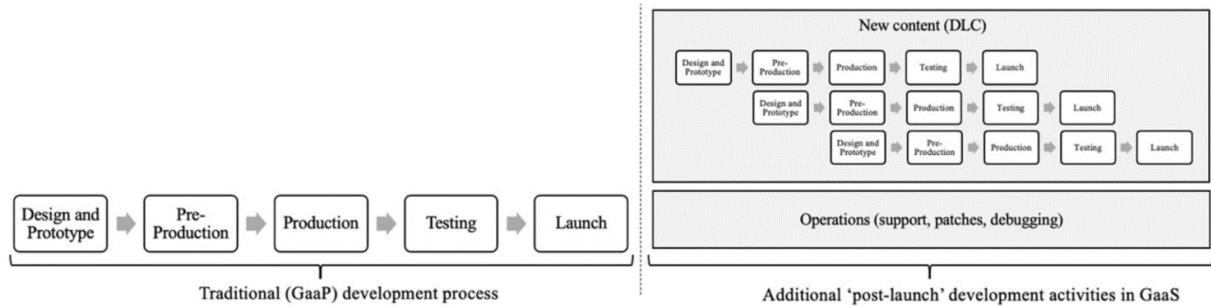 Design and
Prototype
Pre-
Production
Production
Testing
Launch
Traditional (GaaP) development process
New content (DLC)
Design and
Prototype
Pre-
Production
Production
Testing
Launch
Design and
Prototype
Pre-
Production
Production
Testing
Launch
Design and
Prototype
Pre-
Production
Production
Testing
Launch
Operations (support, patches, debugging)
Additional ‘post-launch’ development activities in GaaS